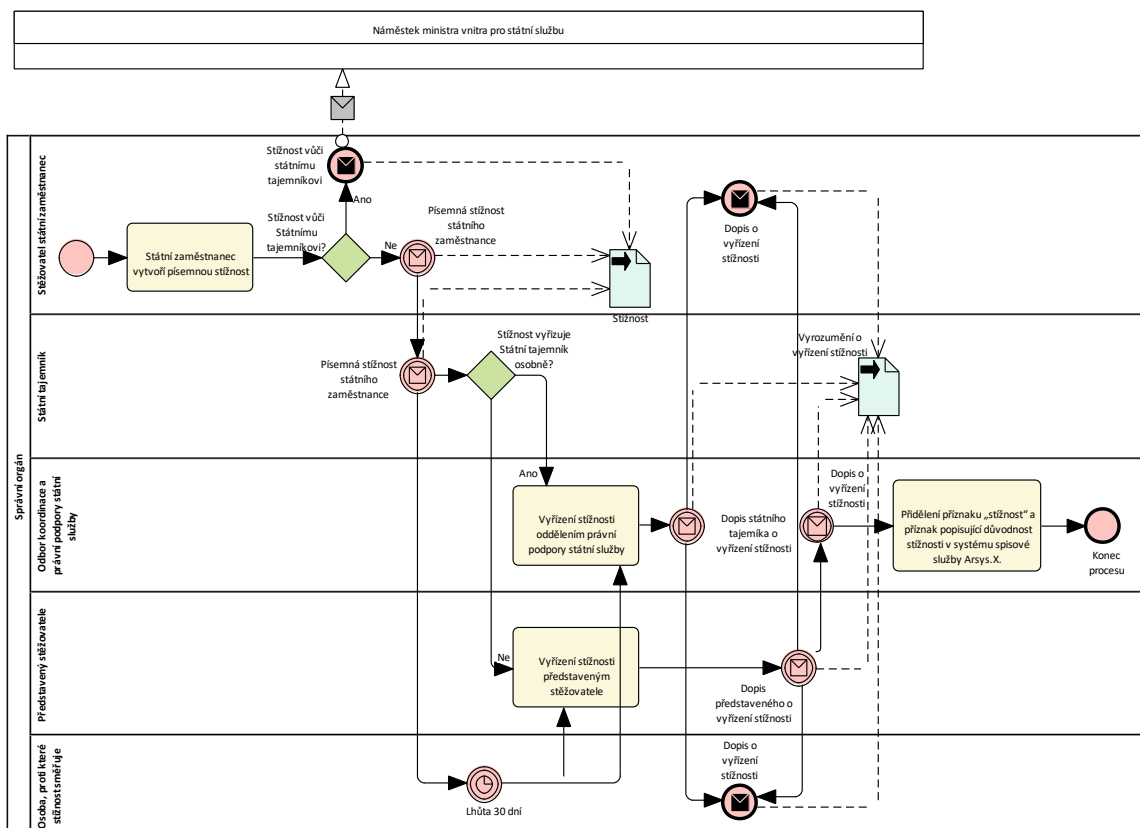 Náměstek ministra vnitra pro státní službu
Správní orgán
Stěžovatel státní zaměstnanec
Stížnost vůči
státnímu
tajemníkovi
Ano
Stížnost vůči
Státnímu
tajemníkovi?
Ne
Písemná stížnost
státního
zaměstnance
Státní zaměstnanec
vytvoří písemnou stížnost
Stížnost
Dopis o
vyřízení
stížnosti
Státní tajemník
Písemná stížnost
státního
zaměstnance
Stížnost vyřizuje
Státní tajemník
osobně?
Vyrozumění o
vyřízení stížnosti
Odbor koordinace a
právní podpory státní
služby
Ano
Vyřízení stížnosti
oddělením právní
podpory státní služby
Dopis státního
tajemíka o
vyřízení stížnosti
Dopis o
vyřízení
stížnosti
Přidělení příznaku „stížnost“ a
příznak popisující důvodnost
stížnosti v systému spisové
služby Arsys.X.
Konec
procesu
Představený stěžovatele
Ne
Vyřízení stížnosti
představeným
stěžovatele
Dopis
představeného o
vyřízení stížnosti
Osoba, proti které
stížnost směřuje
Lhůta 30 dní
Dopis o
vyřízení
stížnosti